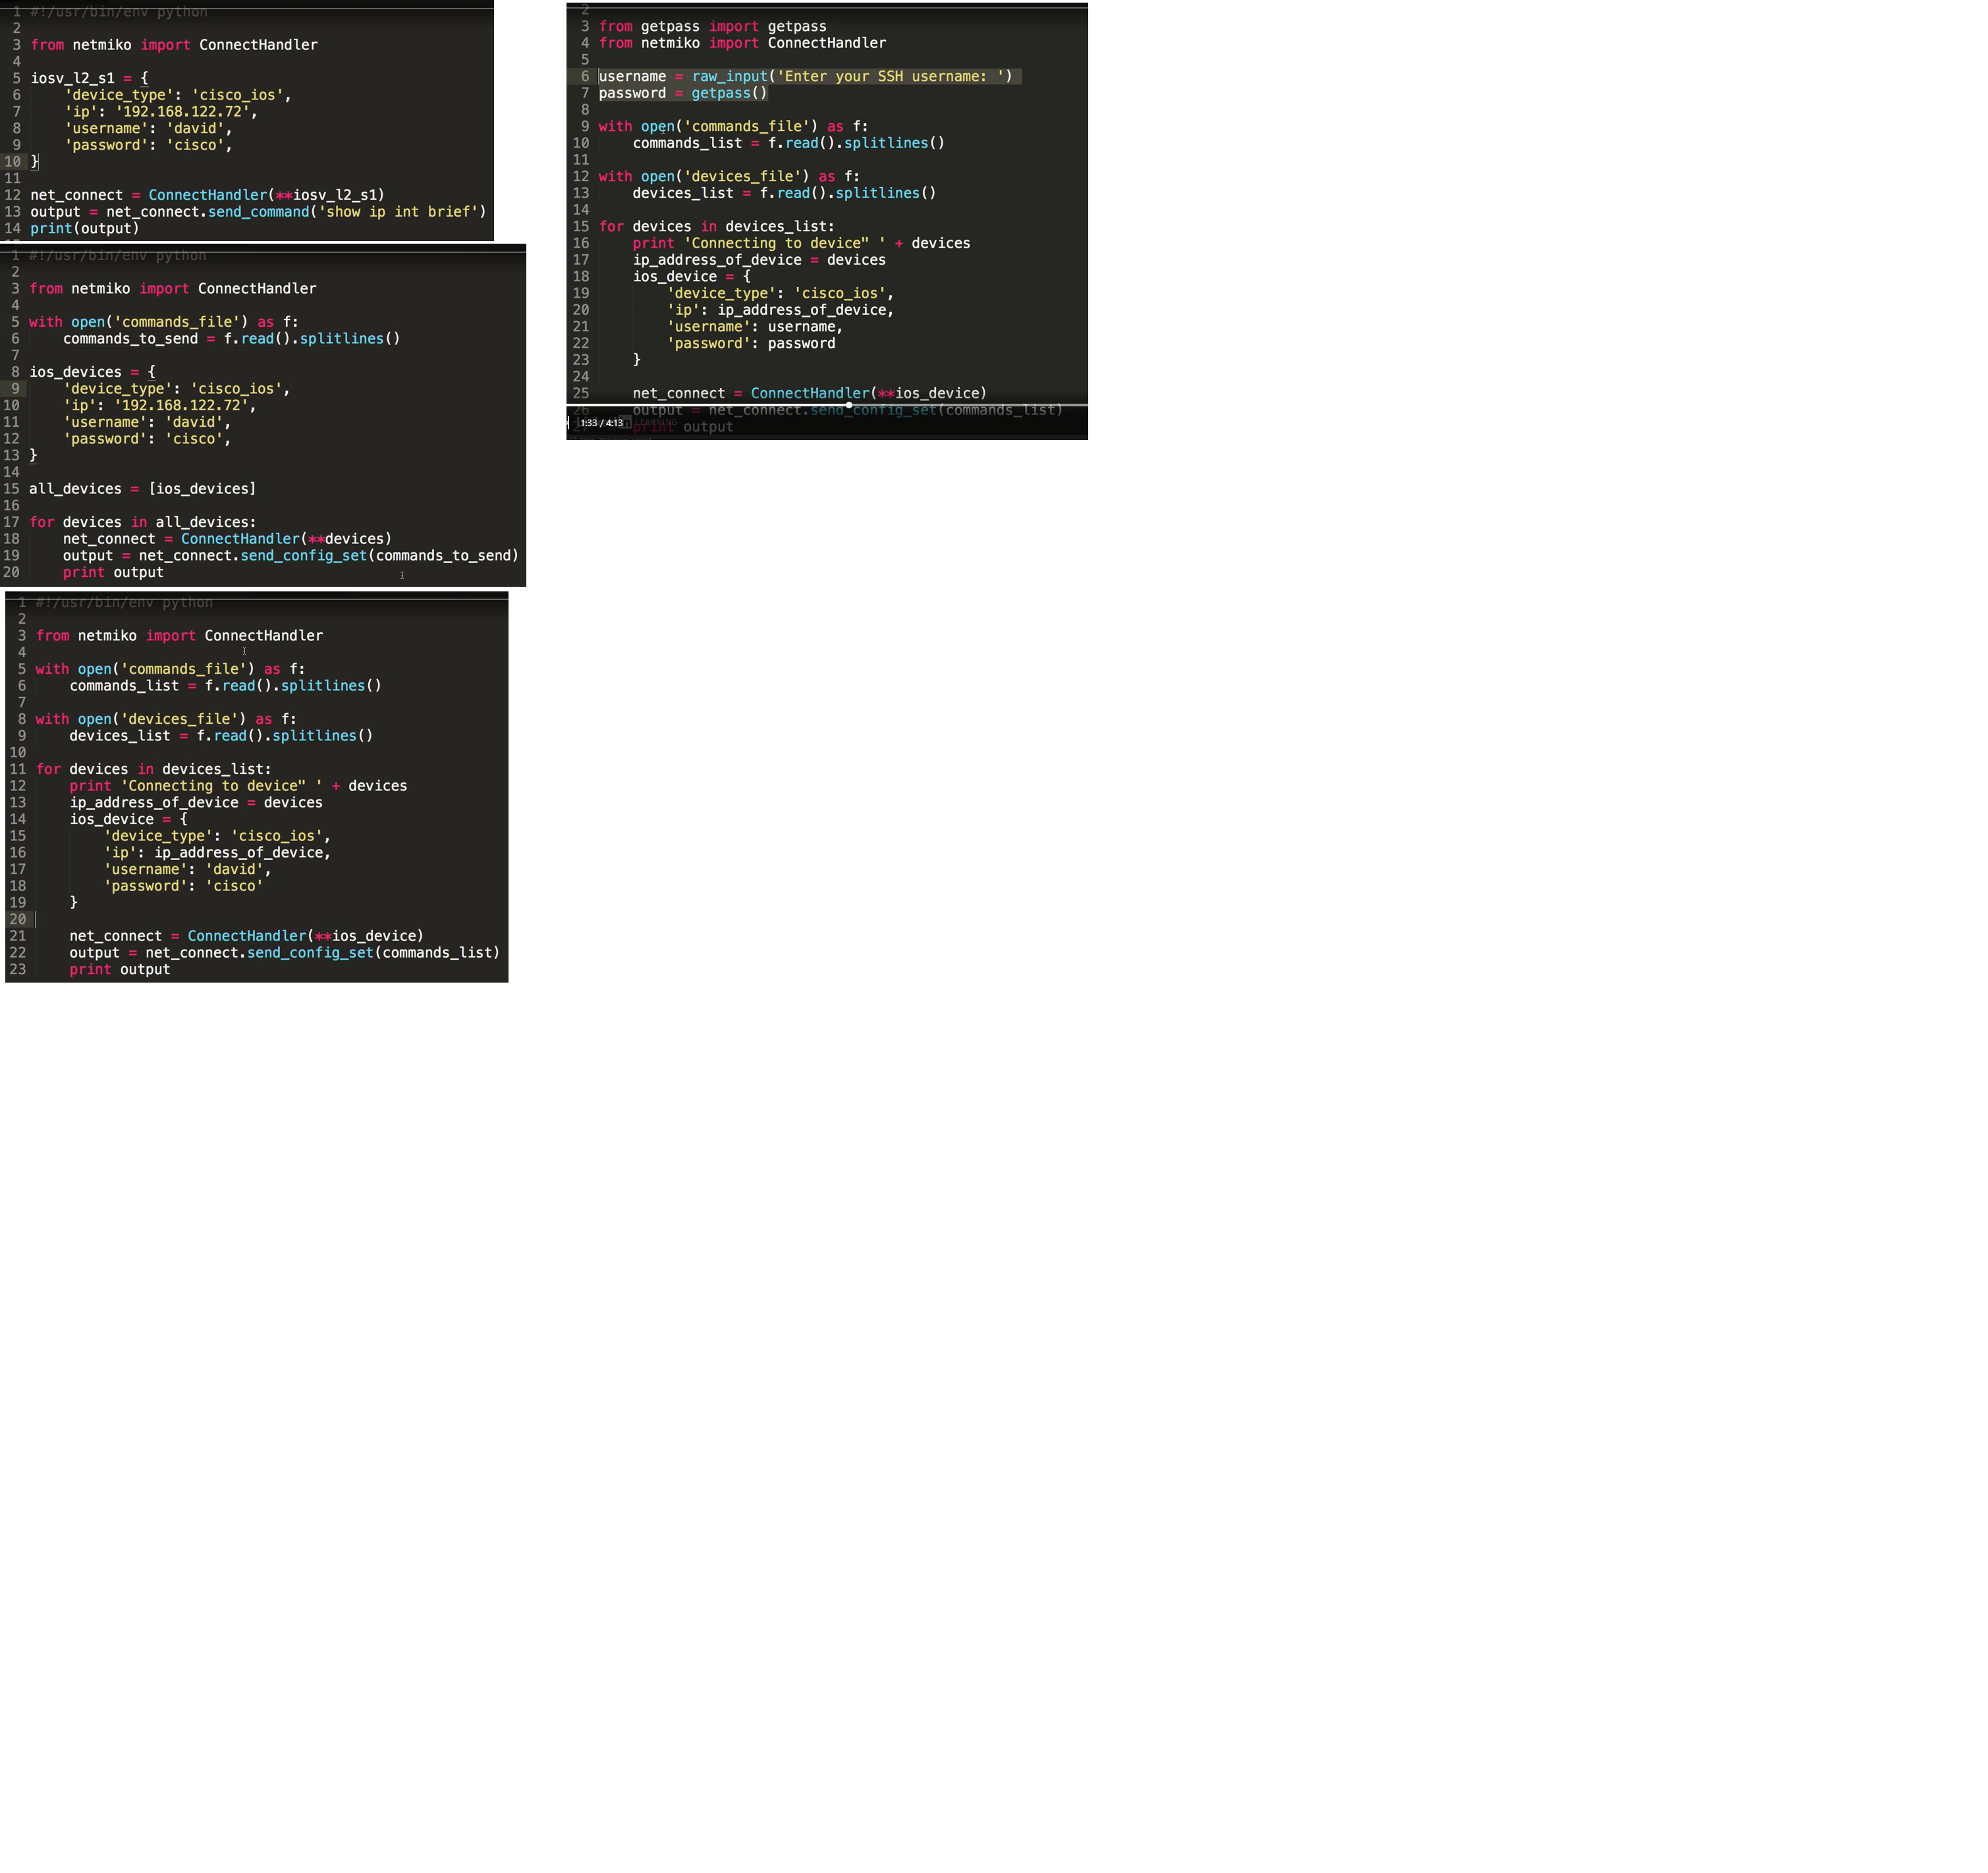 1 #!/usr/bin/env python
2
3 from netmiko import ConnectHandler
4
5 iosv_l2_s1 = {
6     'device_type': 'cisco_ios',
7     'ip': '192.168.122.72',
8     'username': 'david',
9     'password': 'cisco',
10 }
11
12 net_connect = ConnectHandler(**iosv_l2_s1)
13 output = net_connect.send_command('show ip int brief')
14 print(output)
1 #!/usr/bin/env python
2
3 from netmiko import ConnectHandler
4
5 with open('commands_file') as f:
6     commands_to_send = f.read().splitlines()
7
8 ios_devices = {
9     'device_type': 'cisco_ios',
10     'ip': '192.168.122.72',
11     'username': 'david',
12     'password': 'cisco',
13 }
14
15 all_devices = [ios_devices]
16
17 for devices in all_devices:
18     net_connect = ConnectHandler(**devices)
19     output = net_connect.send_config_set(commands_to_send)
20     print output
1 #!/usr/bin/env python
2
3 from netmiko import ConnectHandler
4
5 with open('commands_file') as f:
6     commands_list = f.read().splitlines()
7
8 with open('devices_file') as f:
9     devices_list = f.read().splitlines()
10
11 for devices in devices_list:
12     print 'Connecting to device" ' + devices
13     ip_address_of_device = devices
14     ios_device = {
15         'device_type': 'cisco_ios',
16         'ip': ip_address_of_device,
17         'username': 'david',
18         'password': 'cisco'
19     }
20
21     net_connect = ConnectHandler(**ios_device)
22     output = net_connect.send_config_set(commands_list)
23     print output
2
3 from getpass import getpass
4 from netmiko import ConnectHandler
5
6 username = raw_input('Enter your SSH username: ')
7 password = getpass()
8
9 with open('commands_file') as f:
10     commands_list = f.read().splitlines()
11
12 with open('devices_file') as f:
13     devices_list = f.read().splitlines()
14
15 for devices in devices_list:
16     print 'Connecting to device" ' + devices
17     ip_address_of_device = devices
18     ios_device = {
19         'device_type': 'cisco_ios',
20         'ip': ip_address_of_device,
21         'username': username,
22         'password': password
23     }
24
25     net_connect = ConnectHandler(**ios_device)
26     output = net_connect.send_config_set(commands_list)
27     print output
1:33 / 4:13 LEARNING